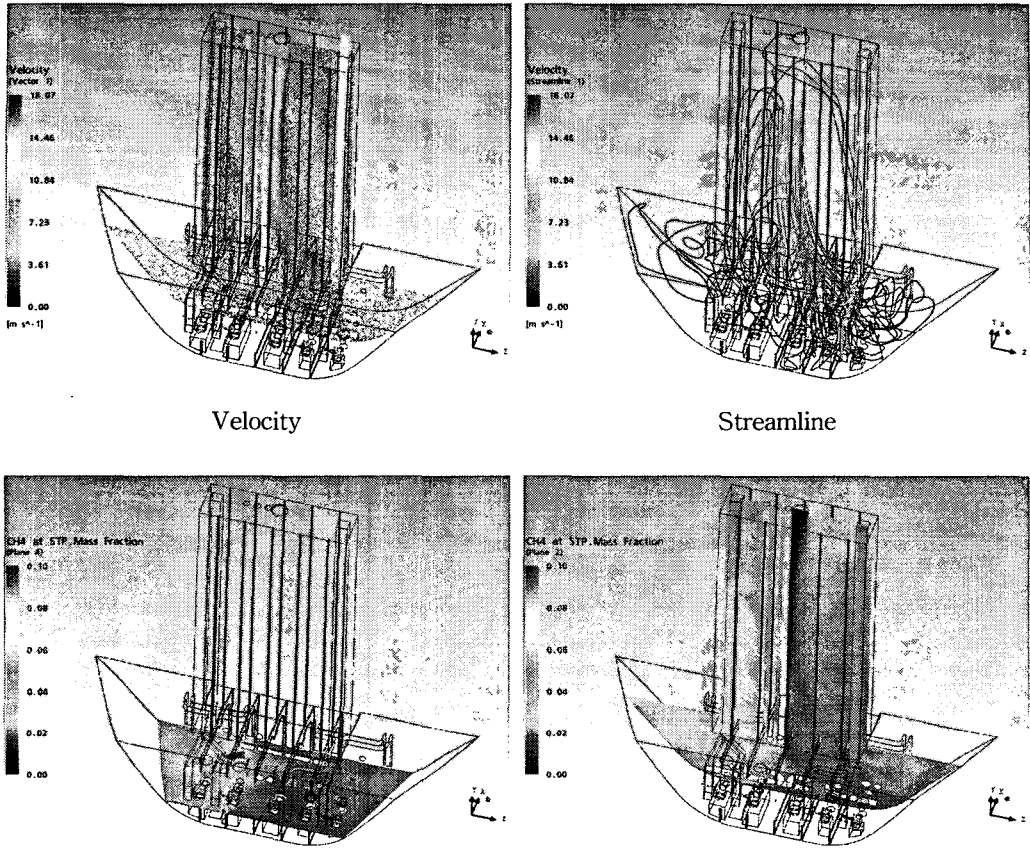 Velocity
(Vector 1)
18.07
14.46
10.84
7.23
3.61
0.00
[m s^-1]
Y X
Z
Velocity
Velocity
(Streamline 1)
18.07
14.46
10.84
7.23
3.61
0.00
[m s^-1]
Y X
Z
Streamline
CH4 at STP.Mass Fraction
(Plane 4)
0.10
0.08
0.06
0.04
0.02
0.00
Y X
Z
CH4 at STP.Mass Fraction
(Plane 2)
0.10
0.08
0.06
0.04
0.02
0.00
Y X
Z